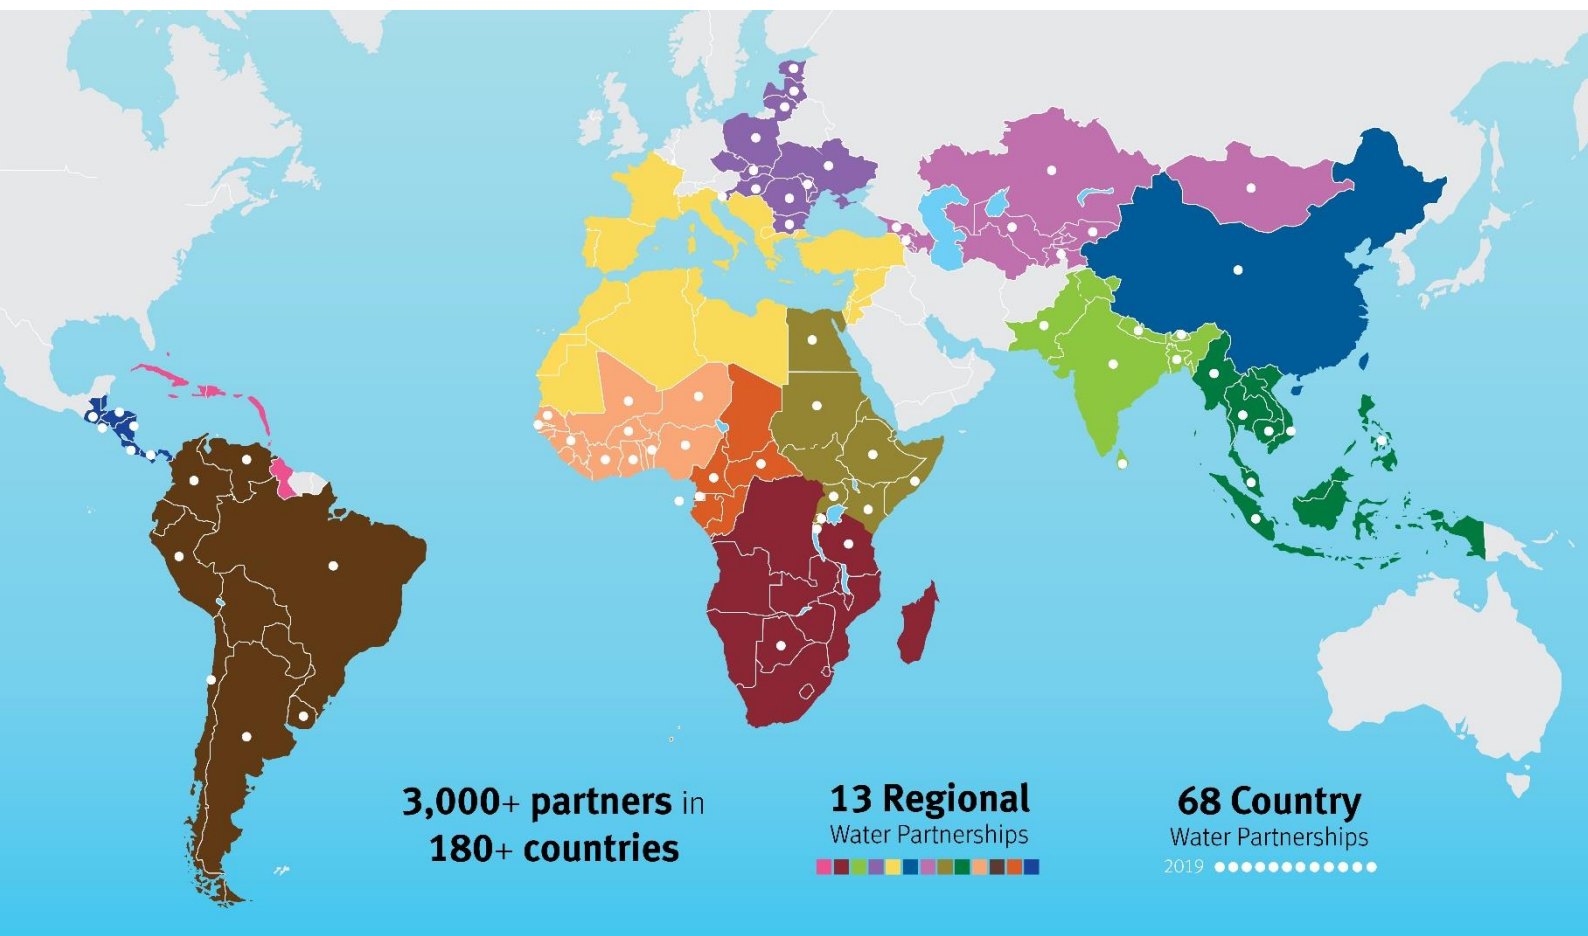 3,000+ partners in
180+ countries
13 Regional
Water Partnerships
68 Country
Water Partnerships
2019